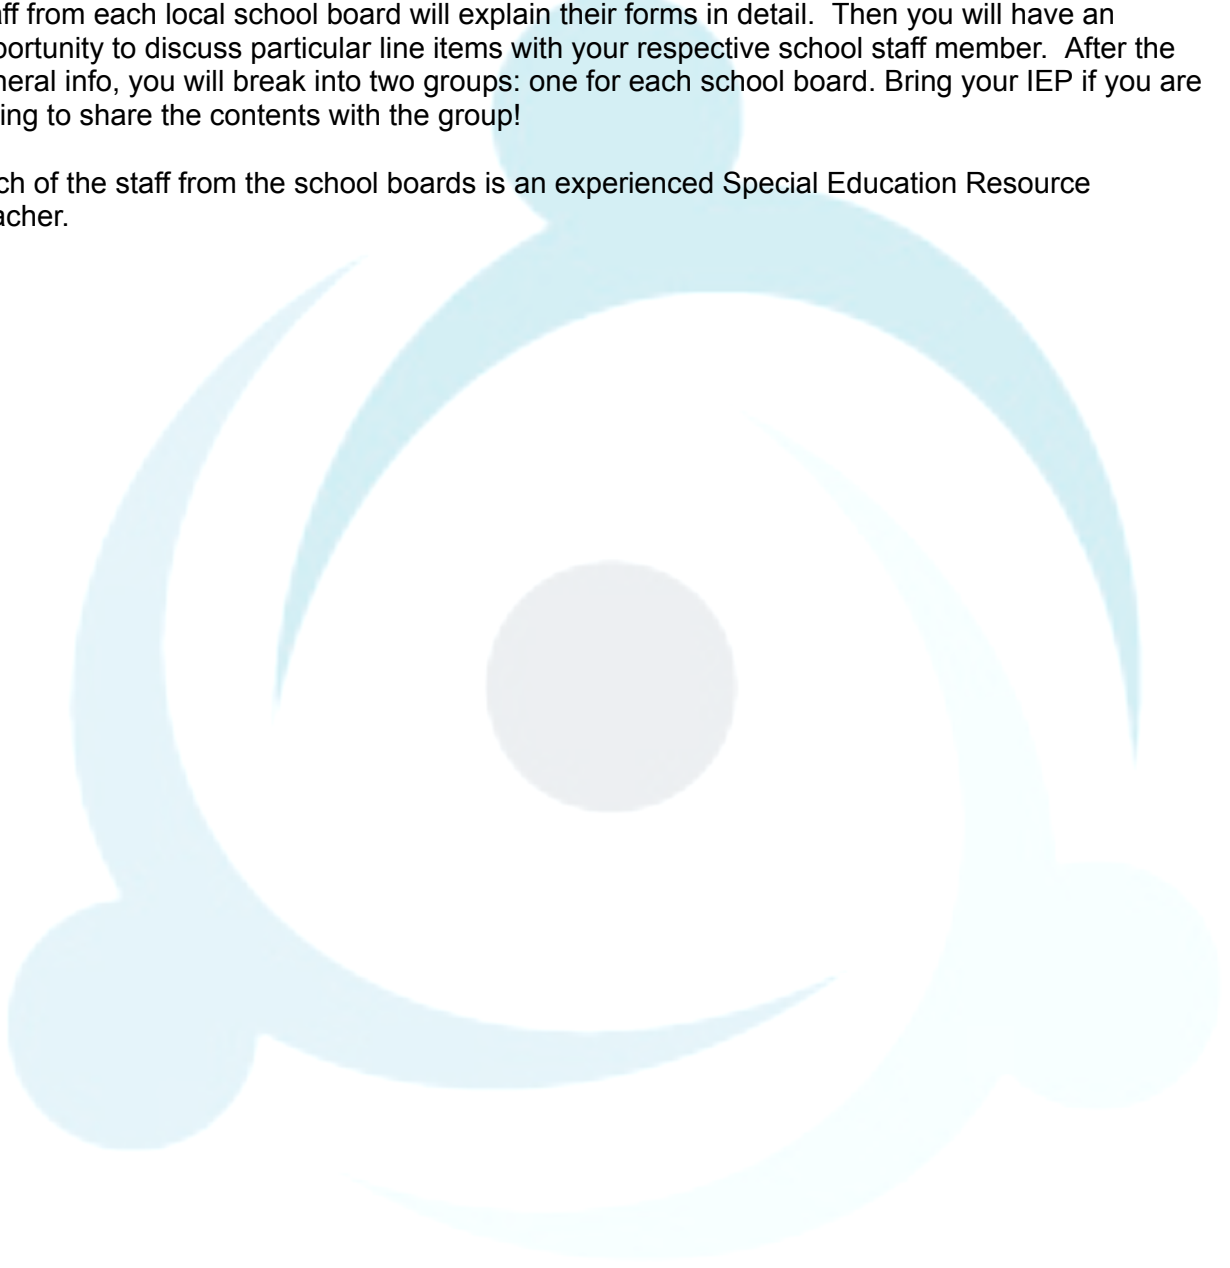 aff from each local school board will explain their forms in detail.  Then you will have an
portunity to discuss particular line items with your respective school staff member.  After the
neral info, you will break into two groups: one for each school board. Bring your IEP if you are
ing to share the contents with the group!
ch of the staff from the school boards is an experienced Special Education Resource
acher.